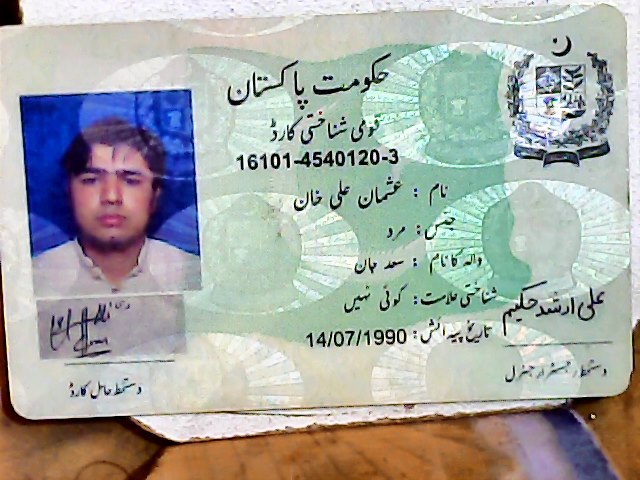 ن
حکومت پاکستان
قومی شناختی کارڈ
16101-4540120-3
نام : عشمان علی خان
جنس : مرد
والد کا نام : سعد جان
شناختی علامت : کوئی نہیں
تاریخ پیدائش : 14/07/1990
علی ارشد حکیم
دستخط رجسٹرار جنرل
دستخط حامل کارڈ